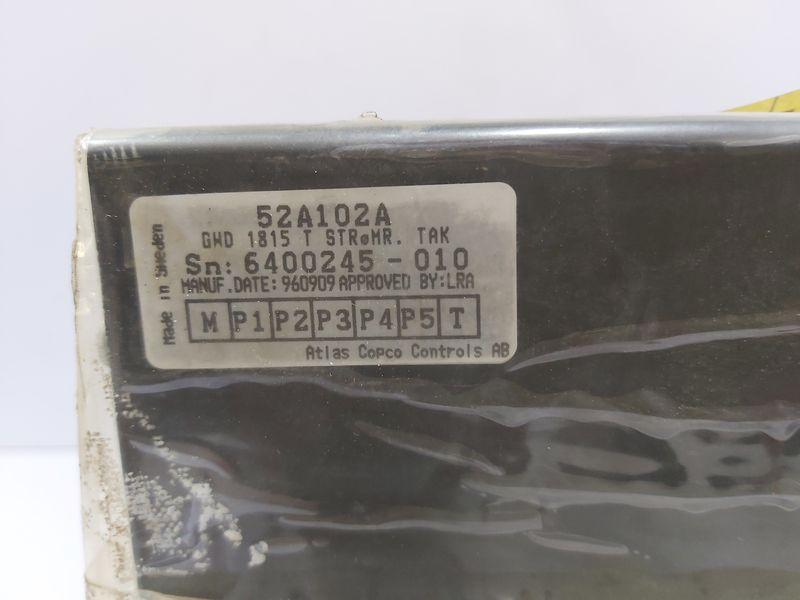 52A102A
GWD 1815 T STRøMR. TAK
Sn: 6400245-010
MANUF.DATE: 960909 APPROVED BY:LRA
M P1 P2 P3 P4 P5 T
Atlas Copco Controls AB
Made in Sweden